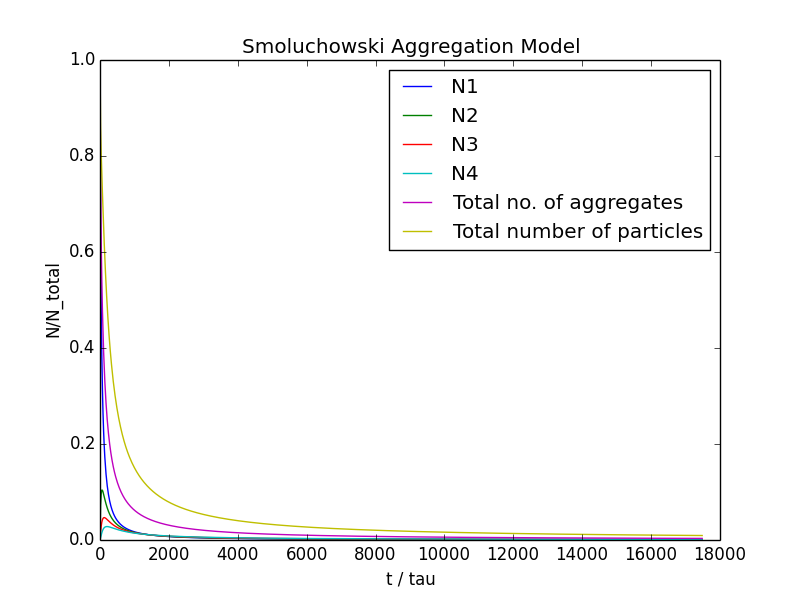 Smoluchowski Aggregation Model
N/N_total
1.0
0.8
0.6
0.4
0.2
0.0
N1
N2
N3
N4
Total no. of aggregates
Total number of particles
0 2000 4000 6000 8000 10000 12000 14000 16000 18000
t / tau